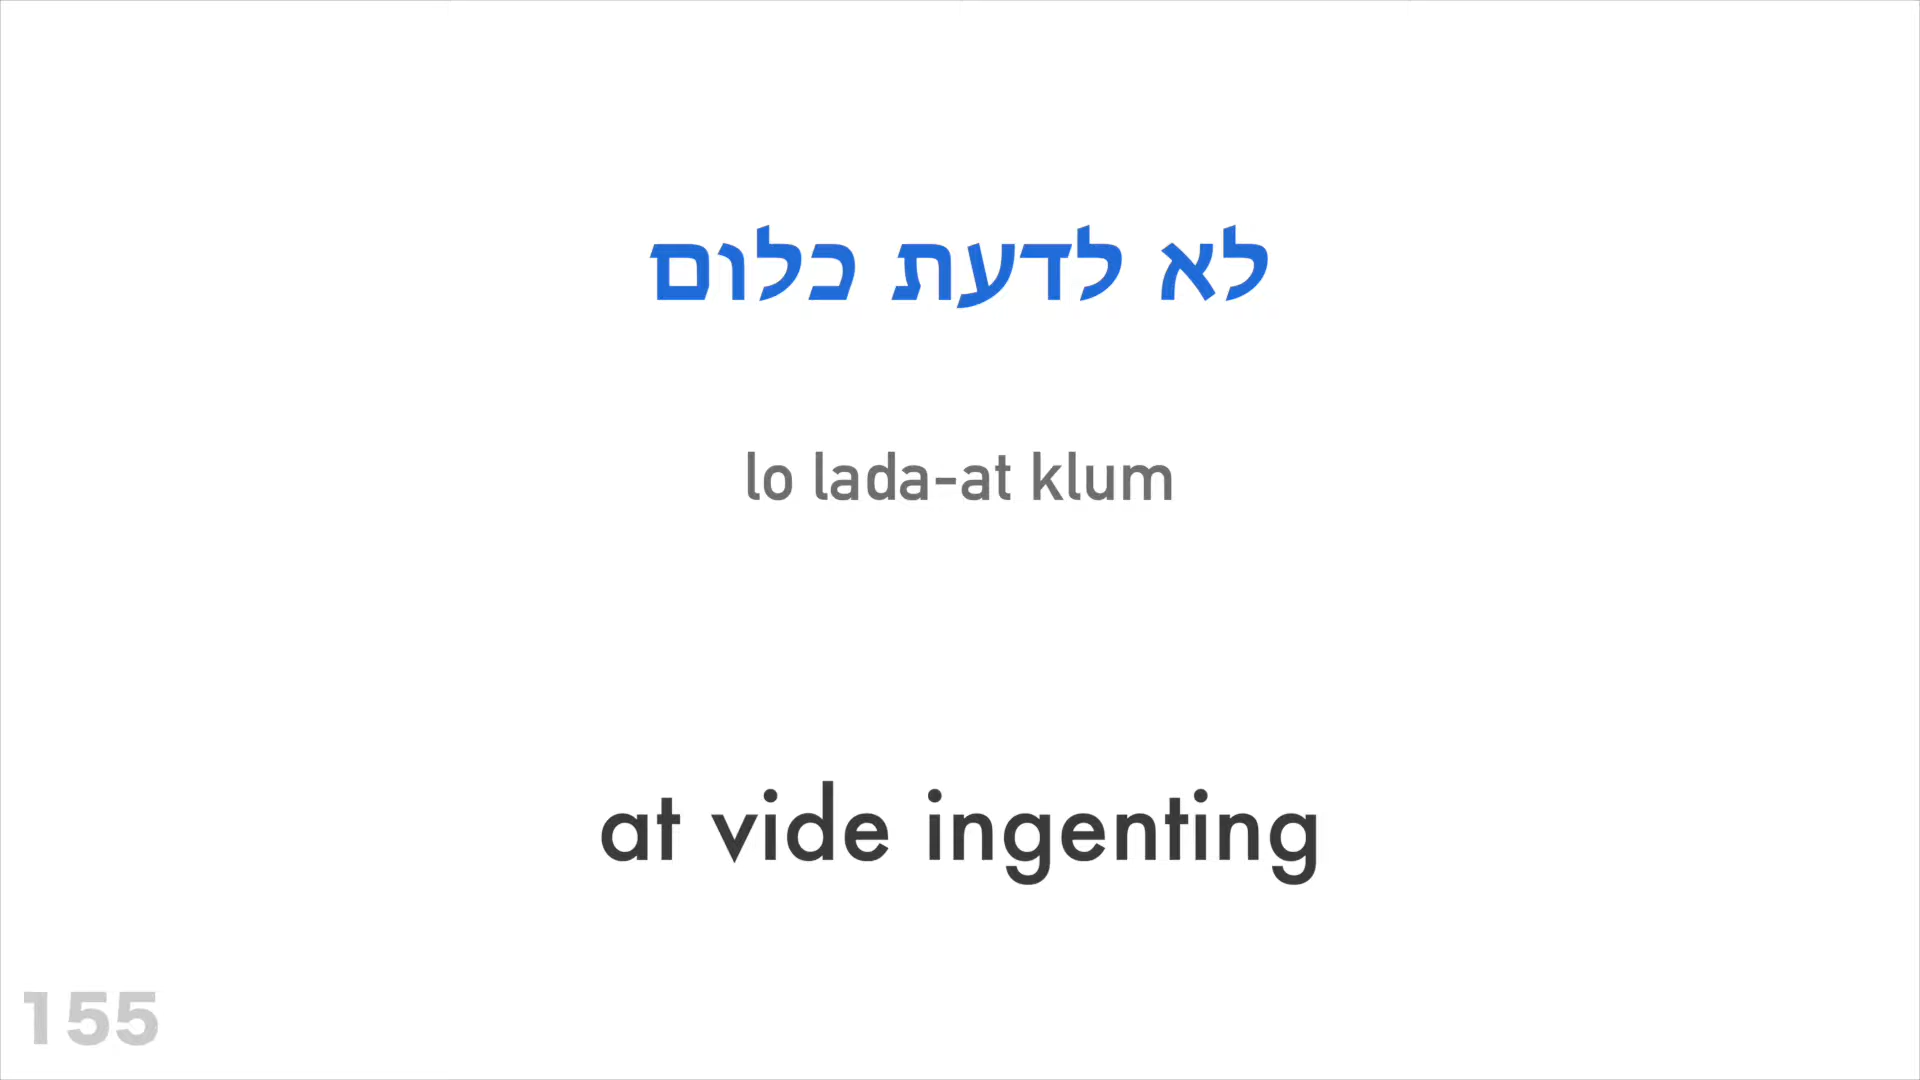 לא לדעת כלום
lo lada-at klum
at vide ingenting
155